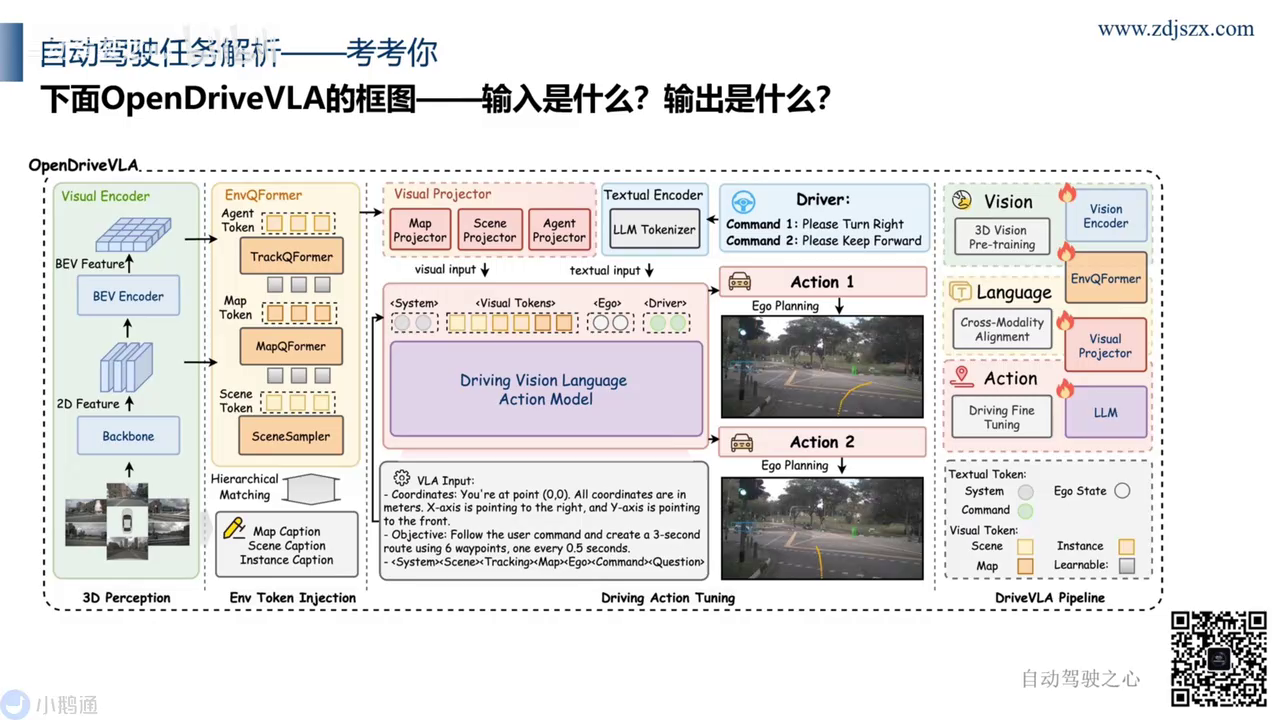 www.zdjszx.com
自动驾驶任务解析——考考你
下面OpenDriveVLA的框图——输入是什么？输出是什么？
OpenDriveVLA
Visual Encoder
BEV Feature
BEV Encoder
2D Feature
Backbone
3D Perception
EnvQFormer
Agent
Token
TrackQFormer
Map
Token
MapQFormer
Scene
Token
SceneSampler
Hierarchical
Matching
Map Caption
Scene Caption
Instance Caption
Env Token Injection
Visual Projector
Map
Projector
Scene
Projector
Agent
Projector
visual input
Textual Encoder
LLM Tokenizer
textual input
Driver:
Command 1: Please Turn Right
Command 2: Please Keep Forward
<System>
<Visual Tokens>
<Ego>
<Driver>
Driving Vision Language
Action Model
VLA Input:
- Coordinates: You're at point (0,0). All coordinates are in
meters. X-axis is pointing to the right, and Y-axis is pointing
to the front.
- Objective: Follow the user command and create a 3-second
route using 6 waypoints, one every 0.5 seconds.
- <System><Scene><Tracking><Map><Ego><Command><Question>
Action 1
Ego Planning
Action 2
Ego Planning
Driving Action Tuning
Vision
3D Vision
Pre-training
Vision
Encoder
EnvQFormer
Language
Cross-Modality
Alignment
Visual
Projector
Action
Driving Fine
Tuning
LLM
Textual Token:
System
Ego State
Command
Visual Token:
Scene
Instance
Map
Learnable:
DriveVLA Pipeline
自动驾驶之心
小鹅通